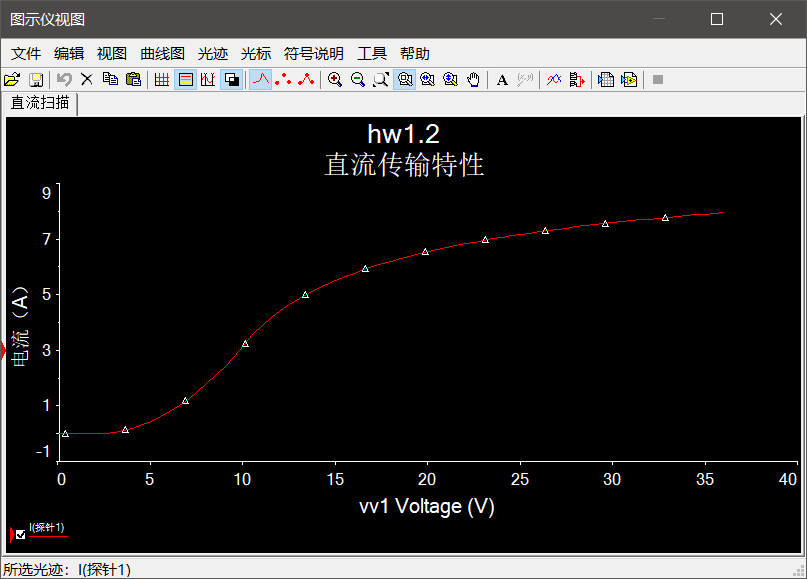 图示仪视图
文件 编辑 视图 曲线图 光迹 光标 符号说明 工具 帮助
直流扫描
hw1.2
直流传输特性
电流（A）
9
7
5
3
1
-1
0 5 10 15 20 25 30 35 40
vv1 Voltage (V)
I(探针1)
所选光迹：I(探针1)